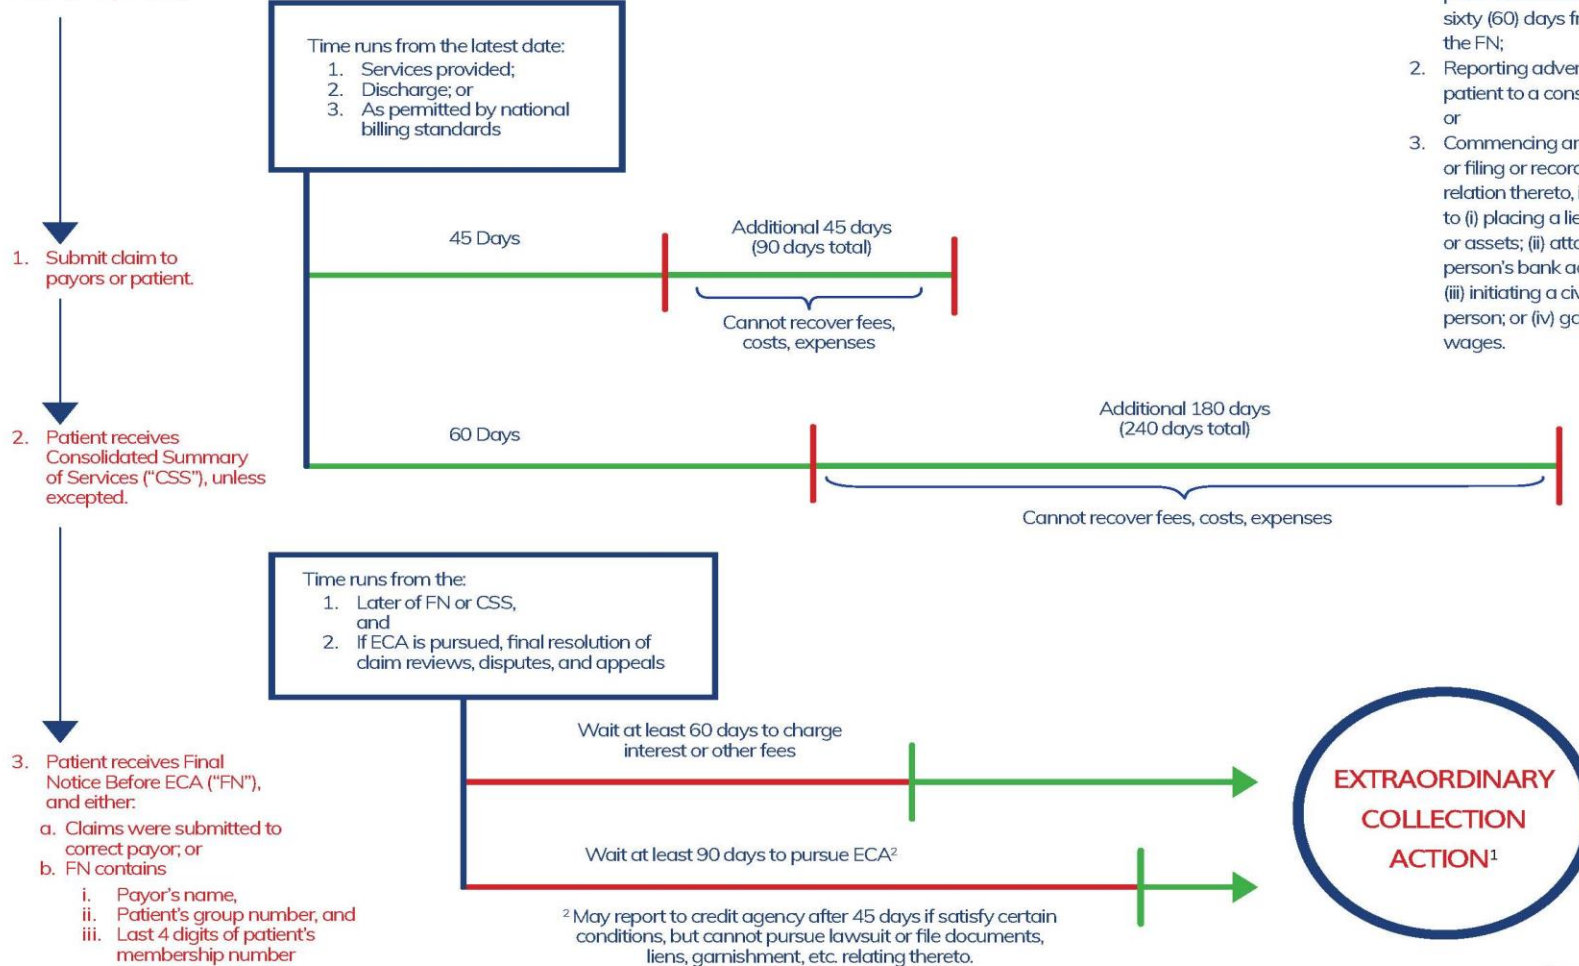 Time runs from the latest date:
1. Services provided;
2. Discharge; or
3. As permitted by national
billing standards
1. Submit claim to
payors or patient.
45 Days
Additional 45 days
(90 days total)
Cannot recover fees,
costs, expenses
2. Patient receives
Consolidated Summary
of Services (“CSS”), unless
excepted.
60 Days
Additional 180 days
(240 days total)
Cannot recover fees, costs, expenses
sixty (60) days
the FN;
2. Reporting
patient to a
or
3. Commencing
or filing or
relation thereto,
to (i) placing a
or assets; (ii)
person’s bank
(iii) initiating a
person; or (iv)
wages.
Time runs from the:
1. Later of FN or CSS,
and
2. If ECA is pursued, final resolution of
claim reviews, disputes, and appeals
3. Patient receives Final
Notice Before ECA (“FN”),
and either:
a. Claims were submitted to
correct payor; or
b. FN contains
i. Payor’s name,
ii. Patient’s group number, and
iii. Last 4 digits of patient’s
membership number
Wait at least 60 days to charge
interest or other fees
Wait at least 90 days to pursue ECA²
² May report to credit agency after 45 days if satisfy certain
conditions, but cannot pursue lawsuit or file documents,
liens, garnishment, etc. relating thereto.
EXTRAORDINARY
COLLECTION
ACTION¹